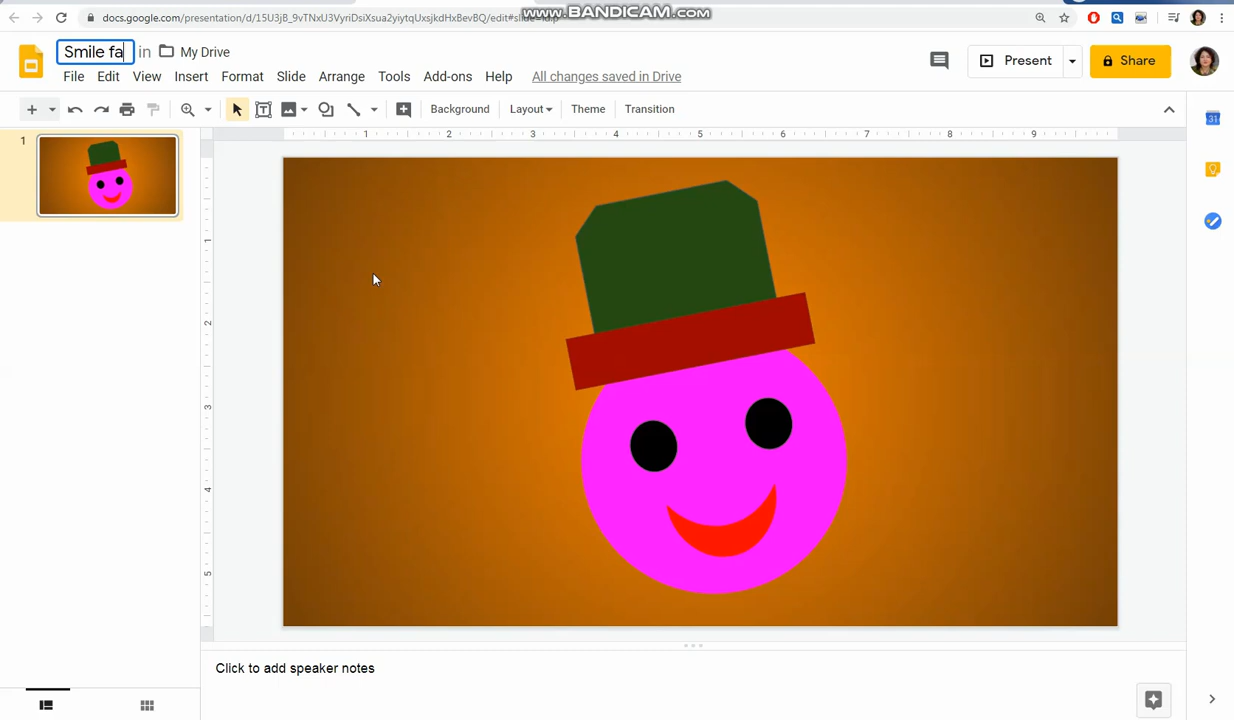 docs.google.com/presentation/d/15U3jB_9vTNxU3VyriDsiXsua2yiytqUxsjkdHxBevBQ/edit#slide=id.p
www.BANDICAM.com
Smile fa in My Drive
File Edit View Insert Format Slide Arrange Tools Add-ons Help All changes saved in Drive
Present
Share
Background Layout Theme Transition
1 2 3 4 5 6 7 8 9
1
31
1
2
3
4
5
Click to add speaker notes